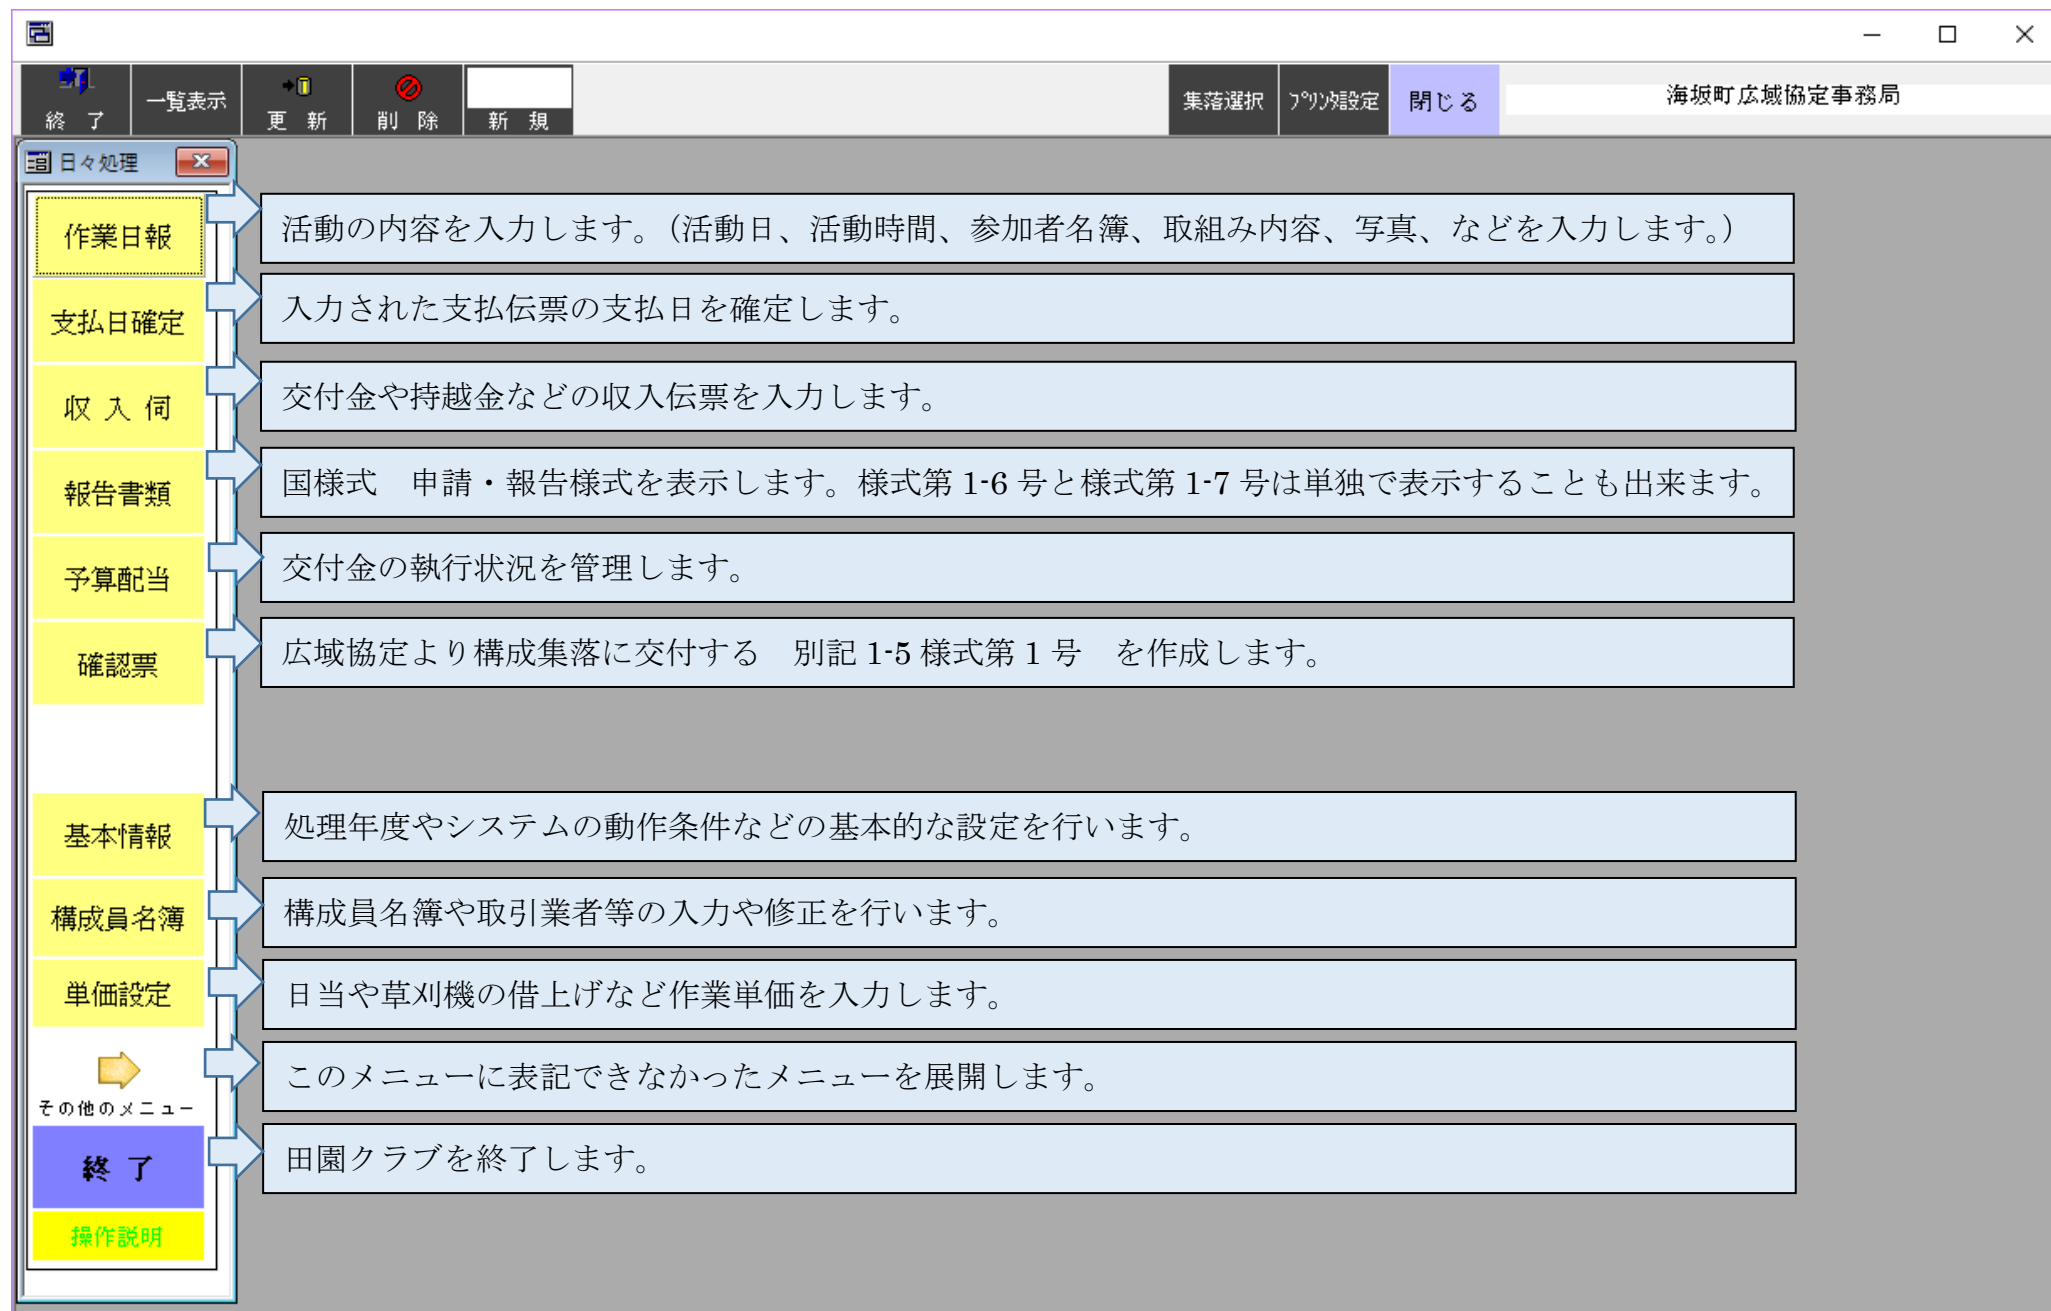 終 了
一覧表示
更 新
削 除
新 規
集落選択
プリンタ設定
閉じる
海坂町広域協定事務局
日々処理
作業日報
活動の内容を入力します。（活動日、活動時間、参加者名簿、取組み内容、写真、などを入力します。）
支払日確定
入力された支払伝票の支払日を確定します。
収 入 伺
交付金や持越金などの収入伝票を入力します。
報告書類
国様式　申請・報告様式を表示します。様式第 1-6 号と様式第 1-7 号は単独で表示することも出来ます。
予算配当
交付金の執行状況を管理します。
確認票
広域協定より構成集落に交付する　別記 1-5 様式第 1 号　を作成します。
基本情報
処理年度やシステムの動作条件などの基本的な設定を行います。
構成員名簿
構成員名簿や取引業者等の入力や修正を行います。
単価設定
日当や草刈機の借上げなど作業単価を入力します。
その他のメニュー
このメニューに表記できなかったメニューを展開します。
終 了
田園クラブを終了します。
操作説明